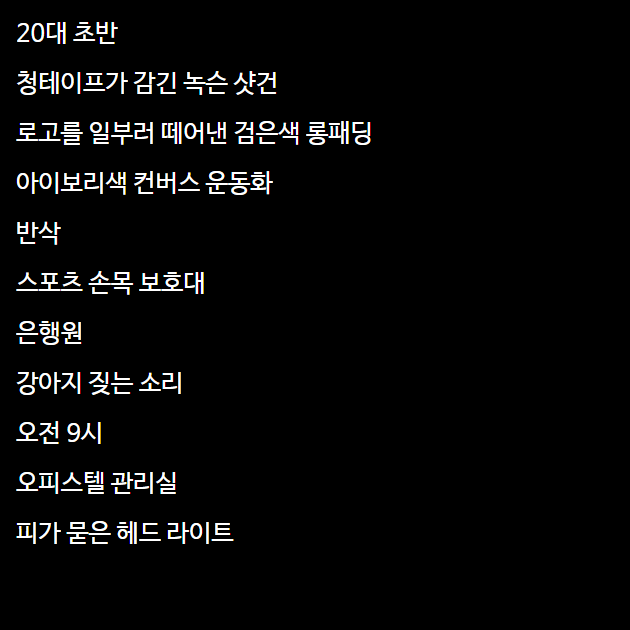 20대 초반
청테이프가 감긴 녹슨 샷건
로고를 일부러 떼어낸 검은색 롱패딩
아이보리색 컨버스 운동화
반삭
스포츠 손목 보호대
은행원
강아지 짖는 소리
오전 9시
오피스텔 관리실
피가 묻은 헤드 라이트